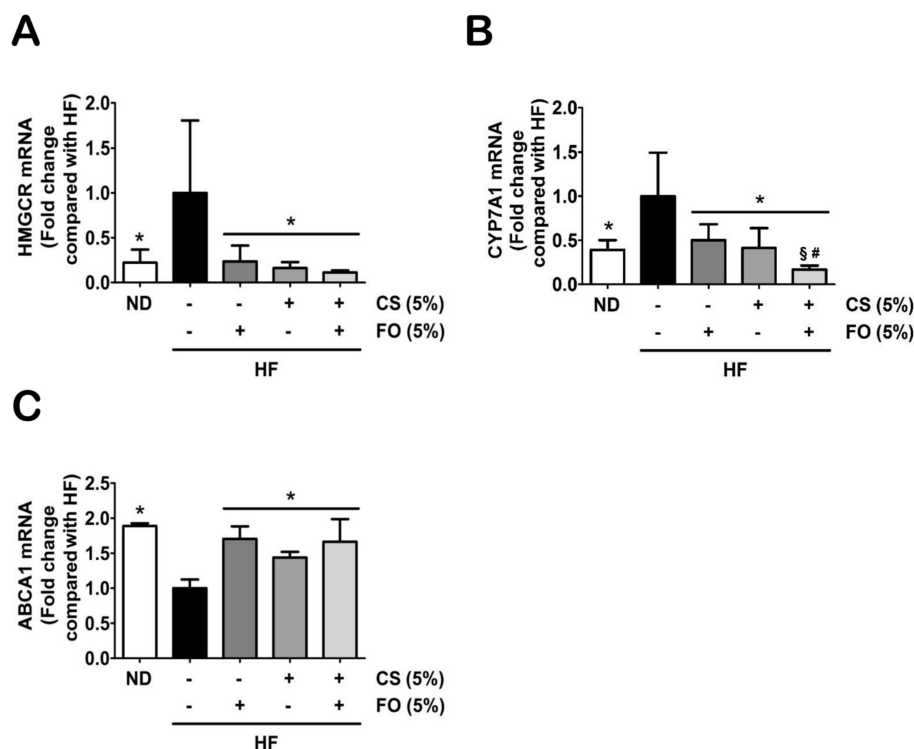 A
HMGCR mRNA
(Fold change
compared with HF)
2.0
1.5
1.0
0.5
0.0
*
*
ND - - + + CS (5%)
- + - + FO (5%)
HF
B
CYP7A1 mRNA
(Fold change
compared with HF)
2.0
1.5
1.0
0.5
0.0
*
*
§ #
ND - - + + CS (5%)
- + - + FO (5%)
HF
C
ABCA1 mRNA
(Fold change
compared with HF)
2.5
2.0
1.5
1.0
0.5
0.0
*
*
ND - - + + CS (5%)
- + - + FO (5%)
HF